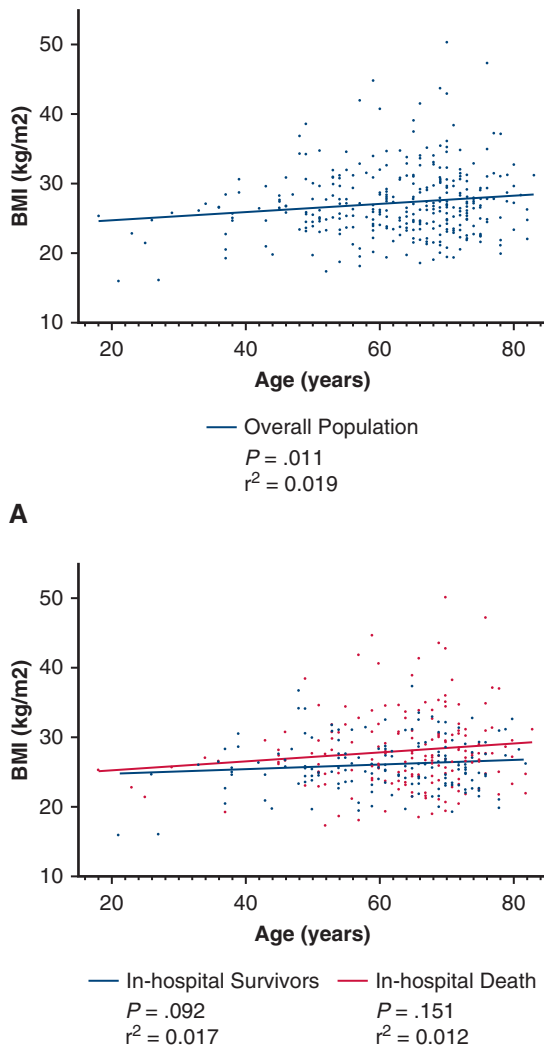 50
40
30
20
10
BMI (kg/m2)
20 40 60 80
Age (years)
Overall Population
P = .011
r² = 0.019
A
50
40
30
20
10
BMI (kg/m2)
20 40 60 80
Age (years)
In-hospital Survivors In-hospital Death
P = .092 P = .151
r² = 0.017 r² = 0.012